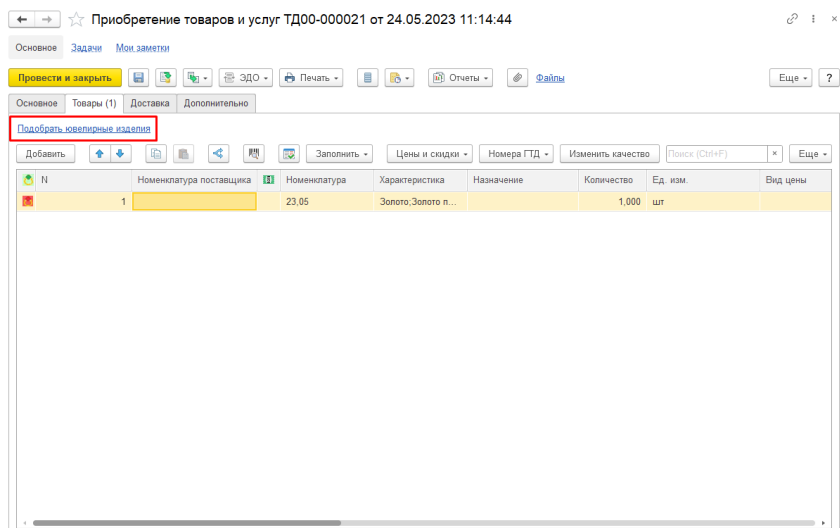 Приобретение товаров и услуг ТД00-000021 от 24.05.2023 11:14:44
Основное Задачи Мои заметки
Провести и закрыть ЭДО Печать Отчеты Файлы Еще ?
Основное Товары (1) Доставка Дополнительно
Подобрать ювелирные изделия
Добавить Заполнить Цены и скидки Номера ГТД Изменить качество Поиск (Ctrl+F) × Еще
N Номенклатура поставщика Номенклатура Характеристика Назначение Количество Ед. изм. Вид цены
1 23,05 Золото;Золото п... 1,000 шт